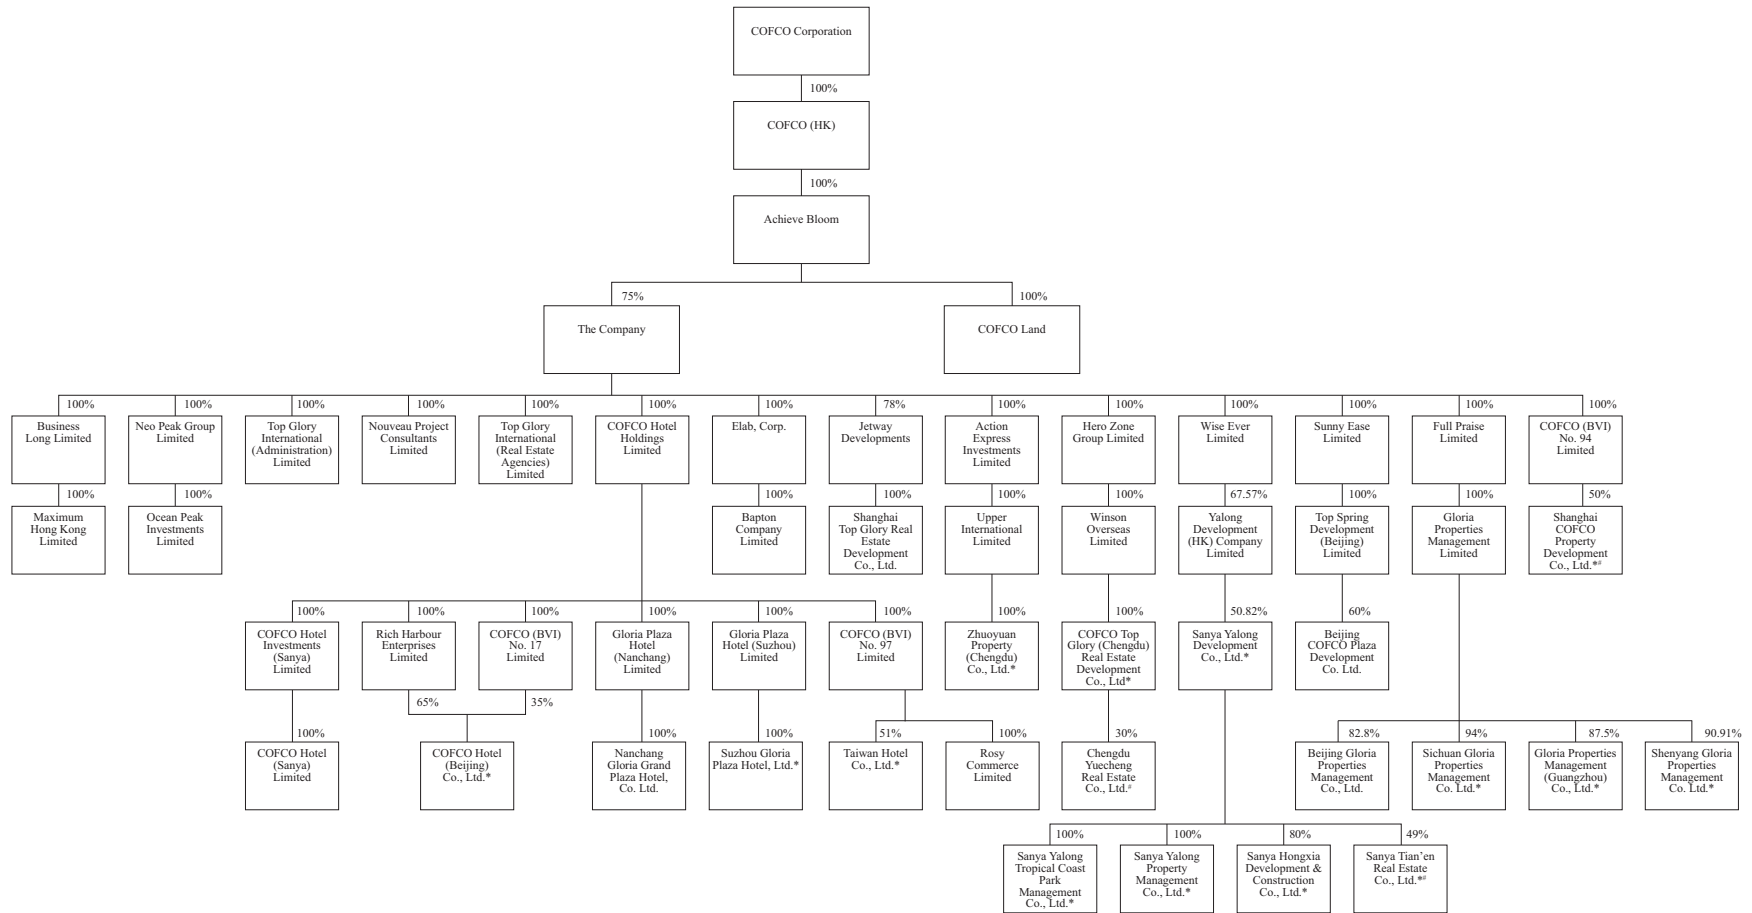 COFCO Corporation
100%
COFCO (HK)
100%
Achieve Bloom
75%
100%
The Company
COFCO Land
100%
100%
100%
100%
100%
100%
100%
78%
100%
100%
100%
100%
100%
100%
Business
Long Limited
Neo Peak Group
Limited
Top Glory
International
(Administration)
Limited
Nouveau Project
Consultants
Limited
Top Glory
International
(Real Estate
Agencies)
Limited
COFCO Hotel
Holdings
Limited
Elab, Corp.
Jetway
Developments
Action
Express
Investments
Limited
Hero Zone
Group Limited
Wise Ever
Limited
Sunny Ease
Limited
Full Praise
Limited
COFCO (BVI)
No. 94
Limited
100%
100%
100%
100%
100%
100%
67.57%
100%
100%
50%
Maximum
Hong Kong
Limited
Ocean Peak
Investments
Limited
Bapton
Company
Limited
Shanghai
Top Glory Real
Estate
Development
Co., Ltd.
Upper
International
Limited
Winson
Overseas
Limited
Yalong
Development
(HK) Company
Limited
Top Spring
Development
(Beijing)
Limited
Gloria
Properties
Management
Limited
Shanghai
COFCO
Property
Development
Co., Ltd.*#
100%
100%
100%
100%
100%
100%
100%
100%
50.82%
60%
COFCO Hotel
Investments
(Sanya)
Limited
Rich Harbour
Enterprises
Limited
COFCO (BVI)
No. 17
Limited
Gloria Plaza
Hotel
(Nanchang)
Limited
Gloria Plaza
Hotel (Suzhou)
Limited
COFCO (BVI)
No. 97
Limited
Zhuoyuan
Property
(Chengdu)
Co., Ltd.*
COFCO Top
Glory (Chengdu)
Real Estate
Development
Co., Ltd*
Sanya Yalong
Development
Co., Ltd.*
Beijing
COFCO Plaza
Development
Co. Ltd.
65%
35%
100%
100%
100%
51%
100%
30%
82.8%
94%
87.5%
90.91%
COFCO Hotel
(Sanya)
Limited
COFCO Hotel
(Beijing)
Co., Ltd.*
Nanchang
Gloria Grand
Plaza Hotel,
Co. Ltd.
Suzhou Gloria
Plaza Hotel, Ltd.*
Taiwan Hotel
Co., Ltd.*
Rosy
Commerce
Limited
Chengdu
Yuecheng
Real Estate
Co., Ltd.#
Beijing Gloria
Properties
Management
Co., Ltd.
Sichuan Gloria
Properties
Management
Co. Ltd.*
Gloria Properties
Management
(Guangzhou)
Co., Ltd.*
Shenyang Gloria
Properties
Management
Co. Ltd.*
100%
100%
80%
49%
Sanya Yalong
Tropical Coast
Park
Management
Co., Ltd.*
Sanya Yalong
Property
Management
Co., Ltd.*
Sanya Hongxia
Development &
Construction
Co., Ltd.*
Sanya Tian’en
Real Estate
Co., Ltd.*#